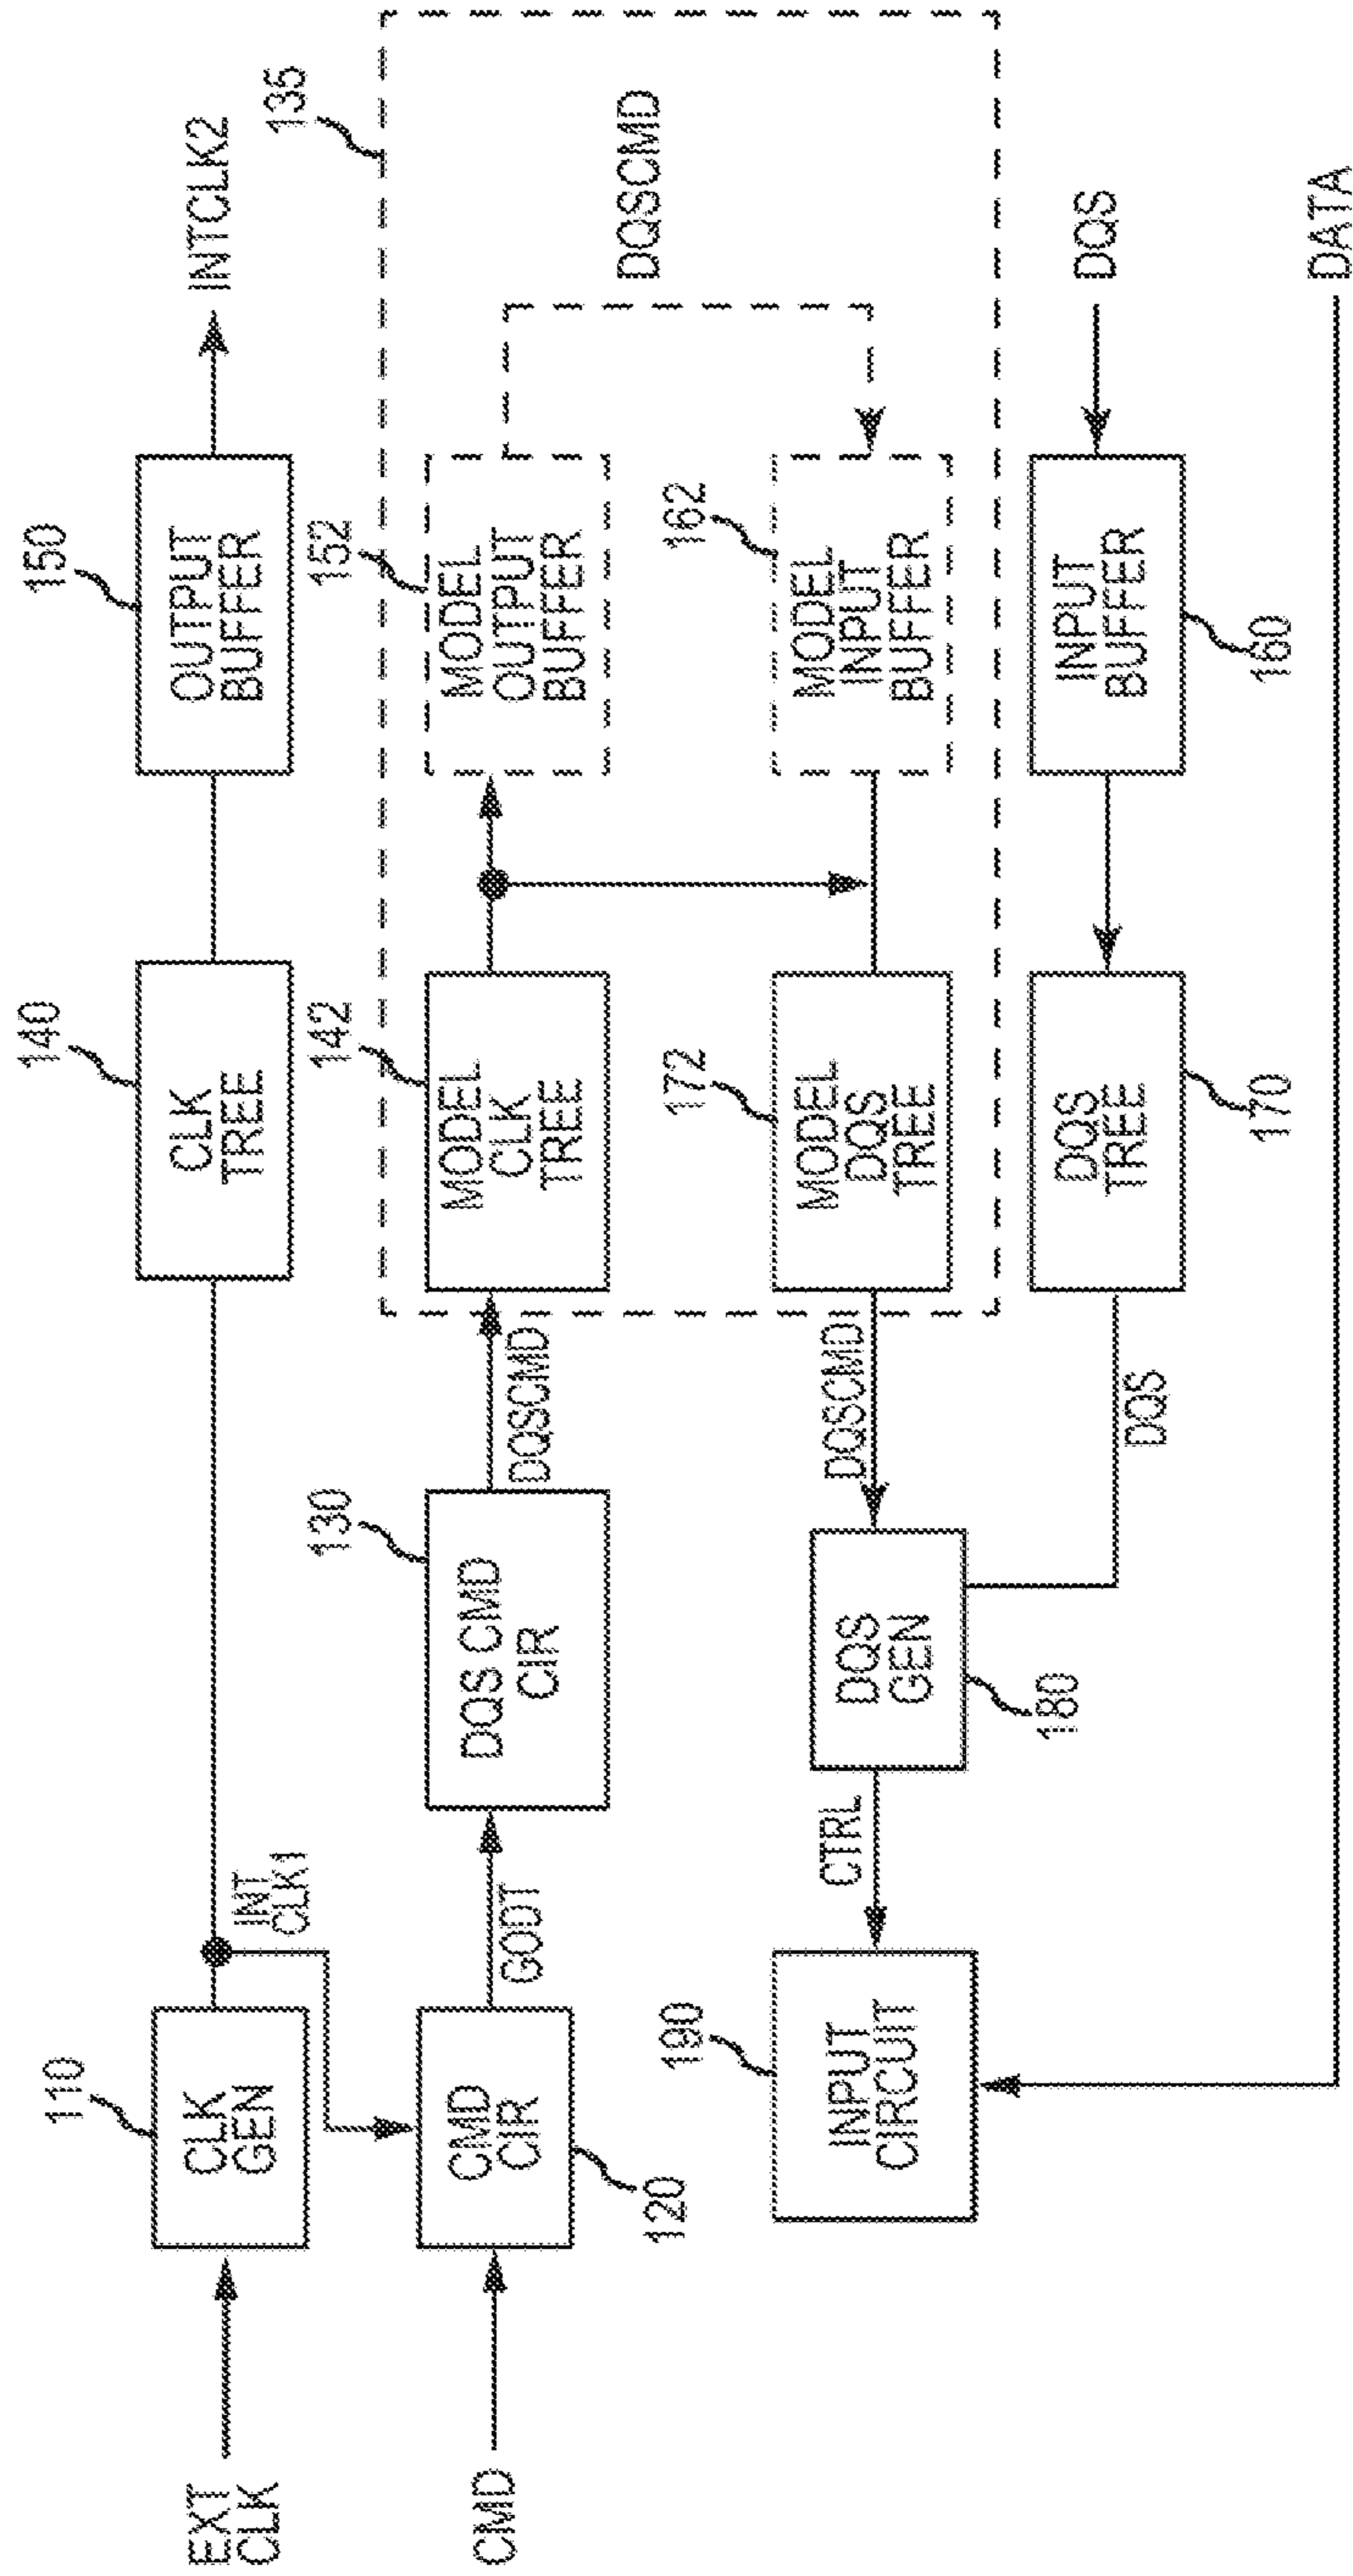 EXT
CLK
110
CLK
GEN
INT
CLK1
140
CLK
TREE
150
OUTPUT
BUFFER
INTCLK2
CMD
CMD
CIR
120
GODT
130
DQS CMD
CIR
DQSCMD
142
MODEL
CLK
TREE
152
MODEL
OUTPUT
BUFFER
135
DQSCMD
190
INPUT
CIRCUIT
CTRL
DQS
GEN
180
DQSCMD
172
MODEL
DQS
TREE
162
MODEL
INPUT
BUFFER
DQS
DQS
TREE
170
INPUT
BUFFER
160
DQS
DATA